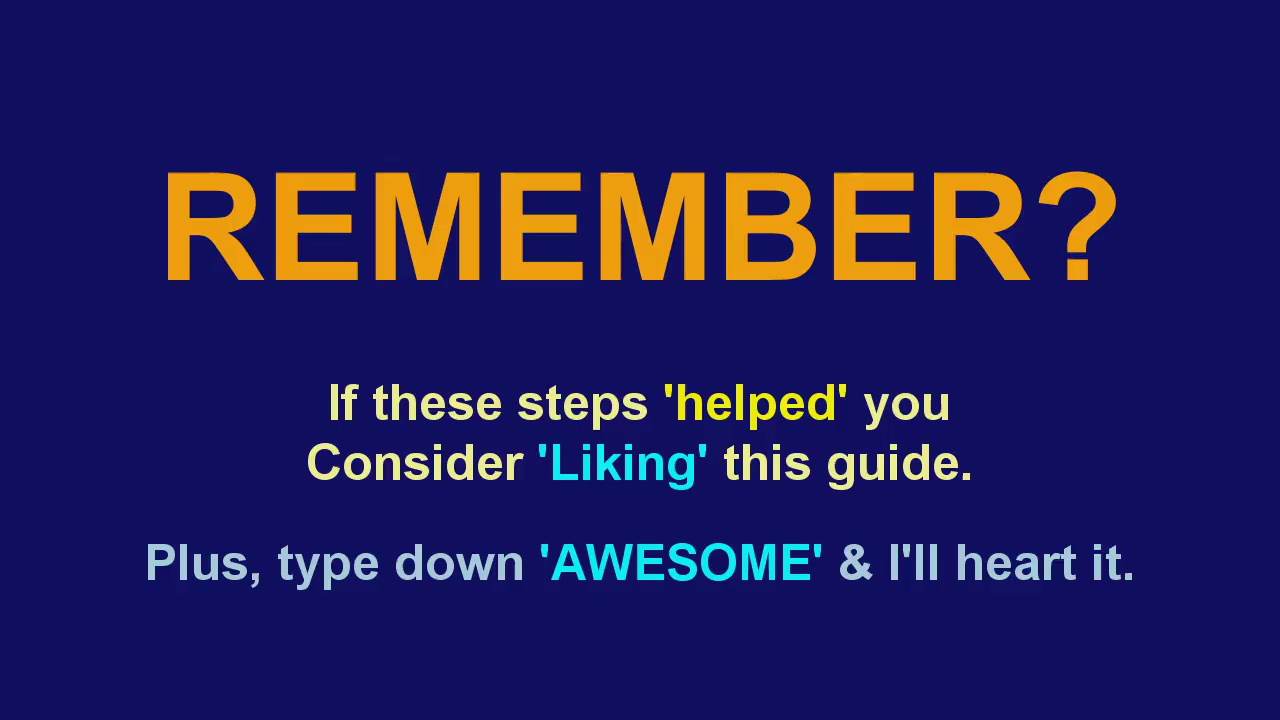 REMEMBER?
If these steps 'helped' you
Consider 'Liking' this guide.
Plus, type down 'AWESOME' & I'll heart it.